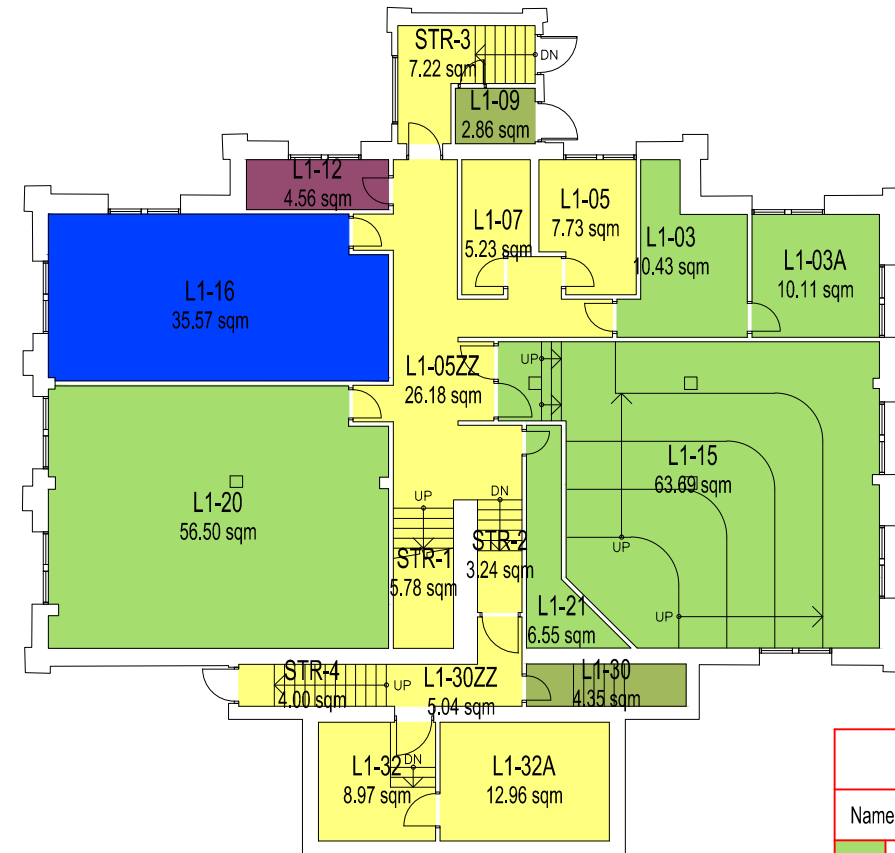 STR-3
7.22 sqm
DN
L1-09
2.86 sqm
L1-12
4.56 sqm
L1-07
5.23 sqm
L1-05
7.73 sqm
L1-03
10.43 sqm
L1-03A
10.11 sqm
L1-16
35.57 sqm
L1-05ZZ
26.18 sqm
UP
L1-15
63.69 sqm
UP
UP
L1-20
56.50 sqm
UP
DN
STR-1
5.78 sqm
STR-2
3.24 sqm
L1-21
6.55 sqm
STR-4
4.00 sqm
UP
L1-30ZZ
5.04 sqm
L1-30
4.35 sqm
L1-32
8.97 sqm
DN
L1-32A
12.96 sqm
Name